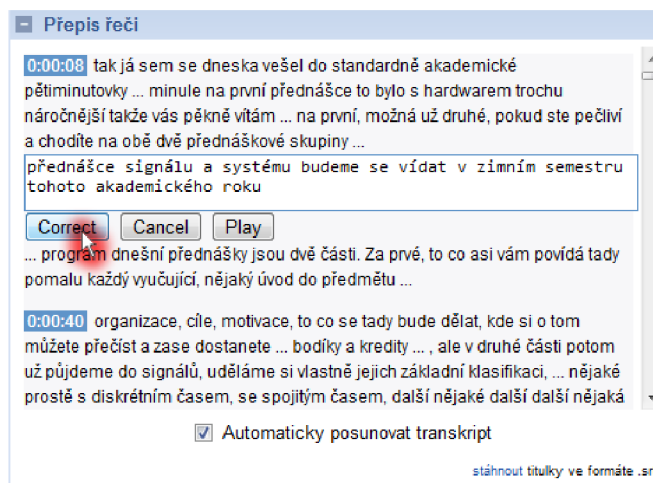 Přepis řeči
0:00:08 tak já sem se dneska vešel do standardně akademické
pětiminutovky ... minule na první přednášce to bylo s hardwarem trochu
náročnější takže vás pěkně vítám ... na první, možná už druhé, pokud ste pečliví
a chodíte na obě dvě přednáškové skupiny ...
přednášce signálu a systému budeme se vídat v zimním semestru
tohoto akademického roku
Correct Cancel Play
... program dnešní přednášky jsou dvě části. Za prvé, to co asi vám povídá tady
pomalu každý vyučující, nějaký úvod do předmětu ...
0:00:40 organizace, cíle, motivace, to co se tady bude dělat, kde si o tom
můžete přečíst a zase dostanete ... bodíky a kredity ... , ale v druhé části potom
už půjdeme do signálů, uděláme si vlastně jejich základní klasifikaci, ... nějaké
prostě s diskrétním časem, se spojitým časem, další nějaké další další nějaká
Automaticky posunovat transkript
stáhnout titulky ve formáte